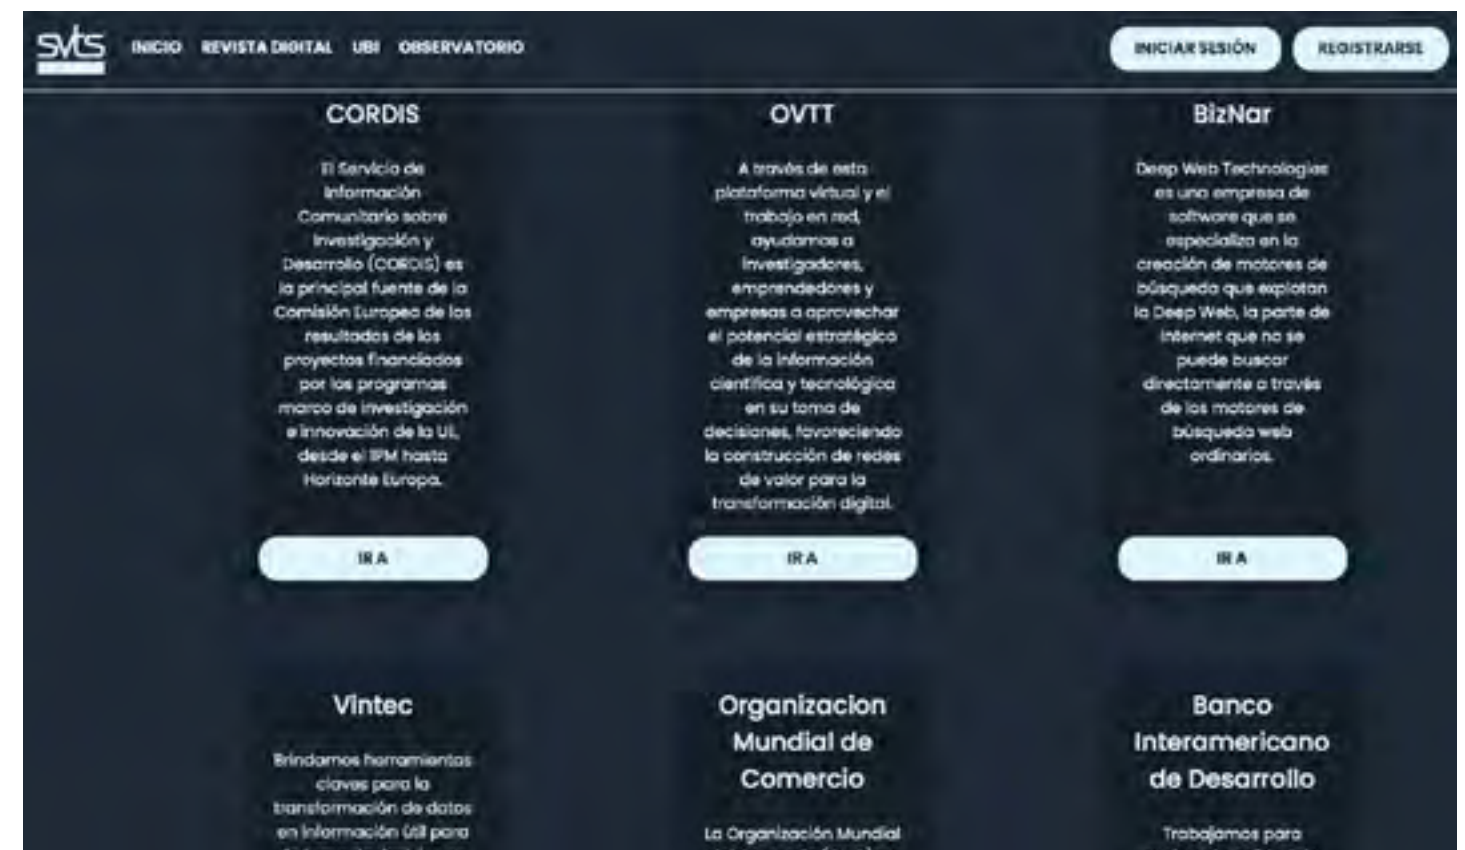 svts
INICIO REVISTA DIGITAL UBI OBSERVATORIO
INICIAR SESIÓN
REGISTRARSE
CORDIS
El Servicio de
Información
Comunitario sobre
Investigación y
Desarrollo (CORDIS) es
la principal fuente de la
Comisión Europea de los
resultados de los
proyectos financiados
por los programas
marco de investigación
e innovación de la UE,
desde el 1PM hasta
Horizonte Europa.
IR A
OVTT
A través de esta
plataforma virtual y el
trabajo en red,
ayudamos a
investigadores,
emprendedores y
empresas a aprovechar
el potencial estratégico
de la información
científica y tecnológica
en su toma de
decisiones, favoreciendo
la construcción de redes
de valor para la
transformación digital.
IR A
BizNar
Deep Web Technologies
es una empresa de
software que se
especializa en la
creación de motores de
búsqueda que explotan
la Deep Web, la parte de
Internet que no se
puede buscar
directamente a través
de los motores de
búsqueda web
ordinarios.
IR A
Vintec
Brindamos herramientas
claves para la
transformación de datos
en información útil para
Organizacion
Mundial de
Comercio
La Organización Mundial
Banco
Interamericano
de Desarrollo
Trabajamos para